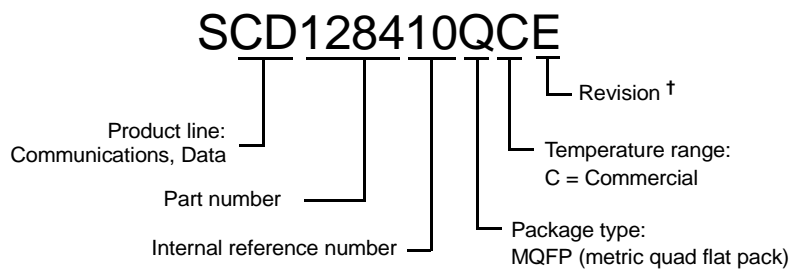 SCD128410QCE
Revision †
Product line:
Communications, Data
Temperature range:
C = Commercial
Part number
Package type:
MQFP (metric quad flat pack)
Internal reference number